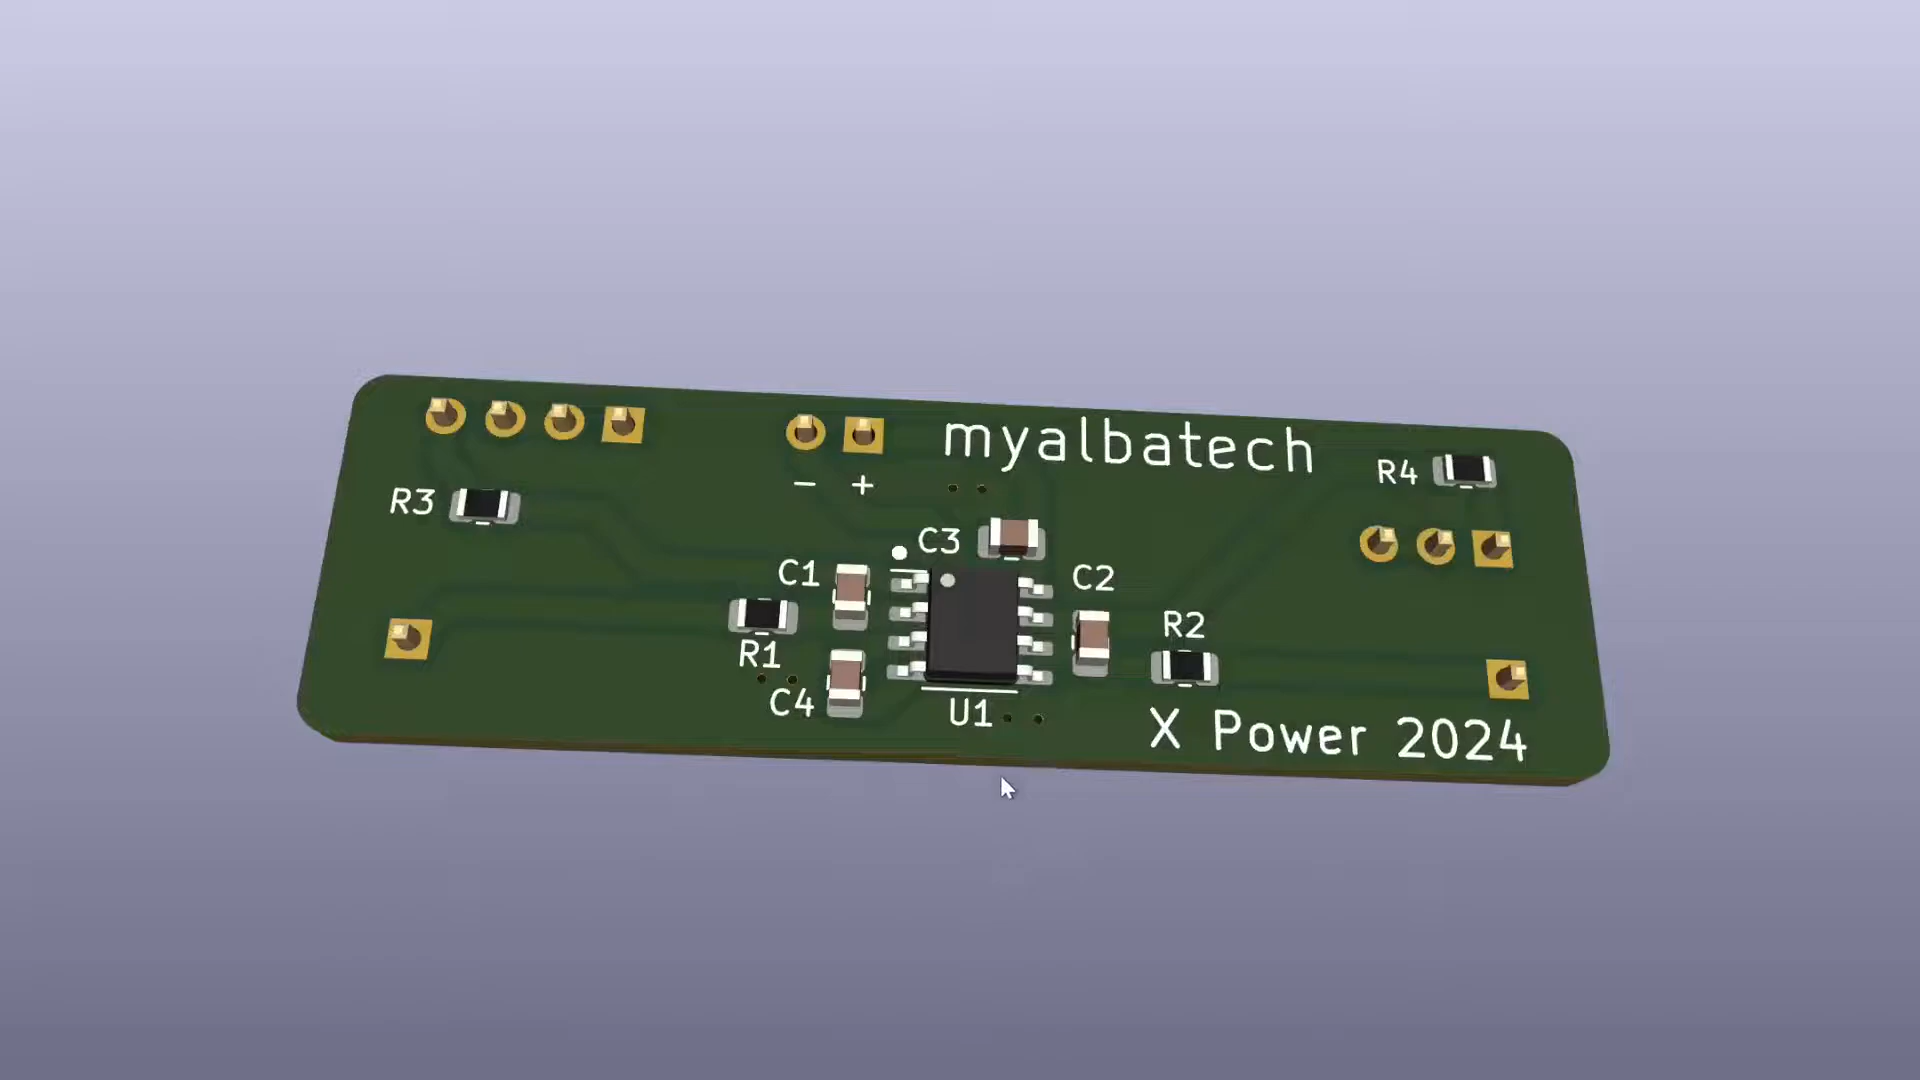 myalbatech
R4
R3
− +
C3
C1
C2
R2
R1
C4
U1
X Power 2024